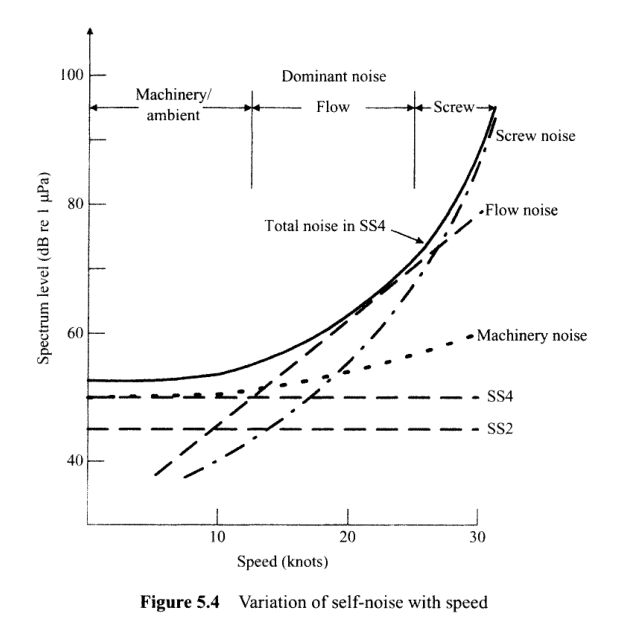 100
80
60
40
Spectrum level (dB re 1 µPa)
Dominant noise
Machinery/
ambient
Flow
Screw
Screw noise
Flow noise
Total noise in SS4
Machinery noise
SS4
SS2
10
20
30
Speed (knots)
Figure 5.4 Variation of self-noise with speed